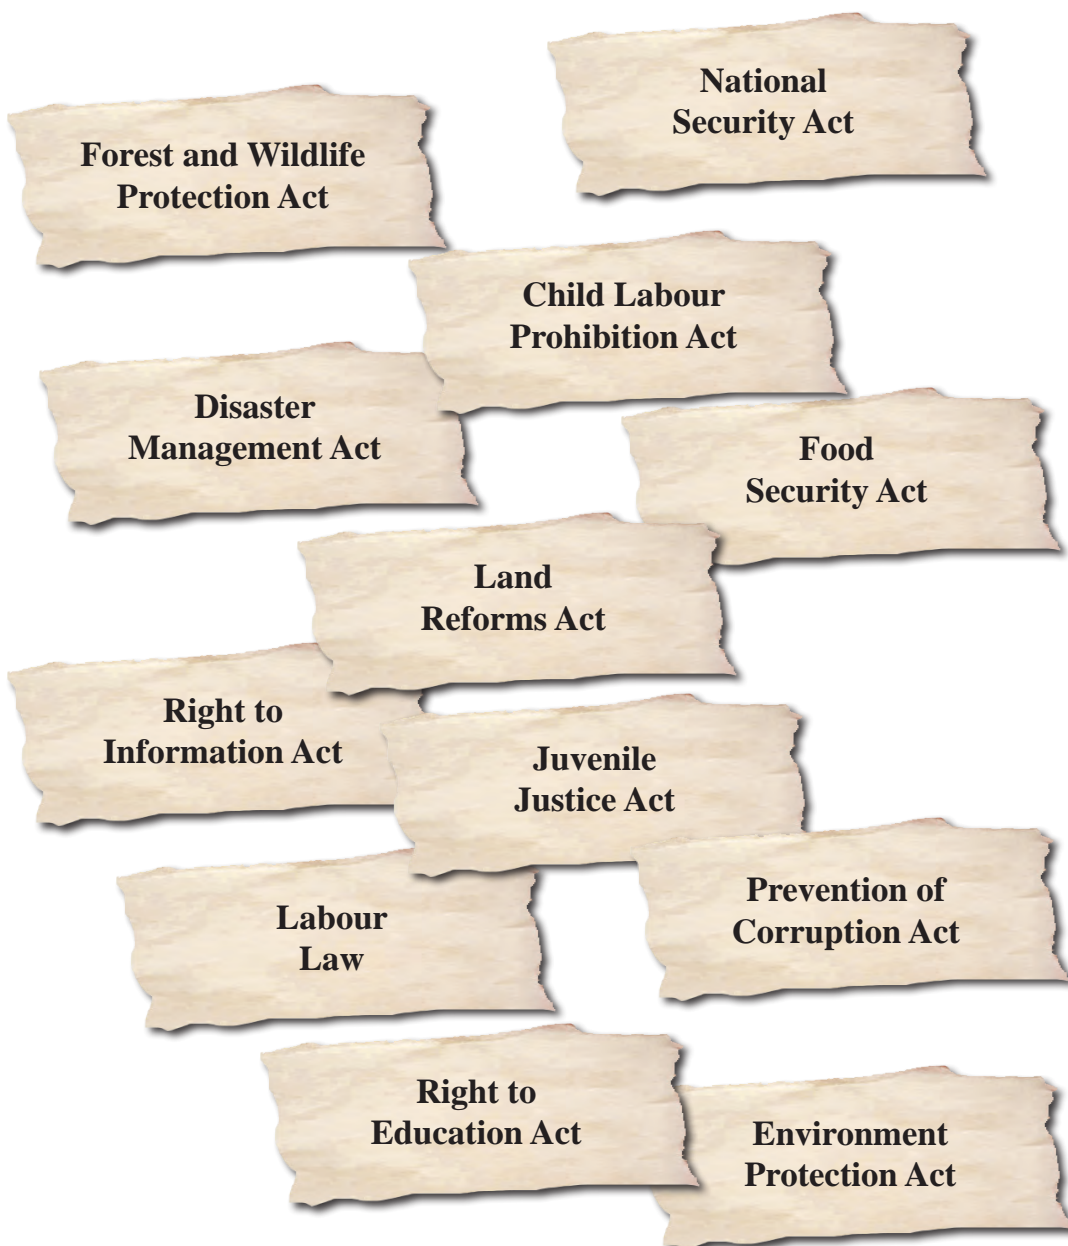 National
Security Act
Forest and Wildlife
Protection Act
Child Labour
Prohibition Act
Disaster
Management Act
Food
Security Act
Land
Reforms Act
Right to
Information Act
Juvenile
Justice Act
Prevention of
Corruption Act
Labour
Law
Right to
Education Act
Environment
Protection Act